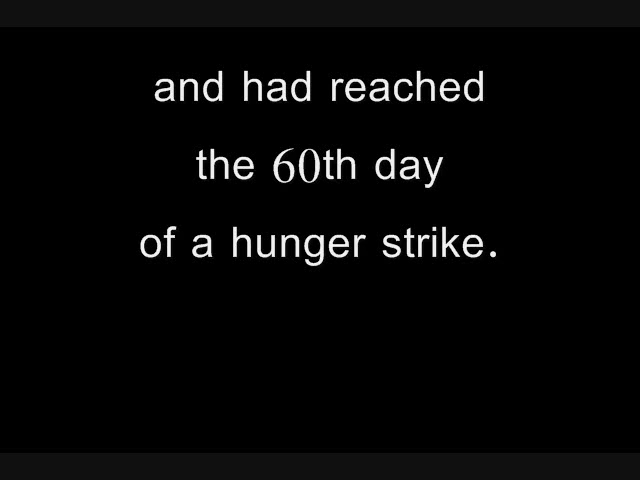 and had reached
the 60th day
of a hunger strike.